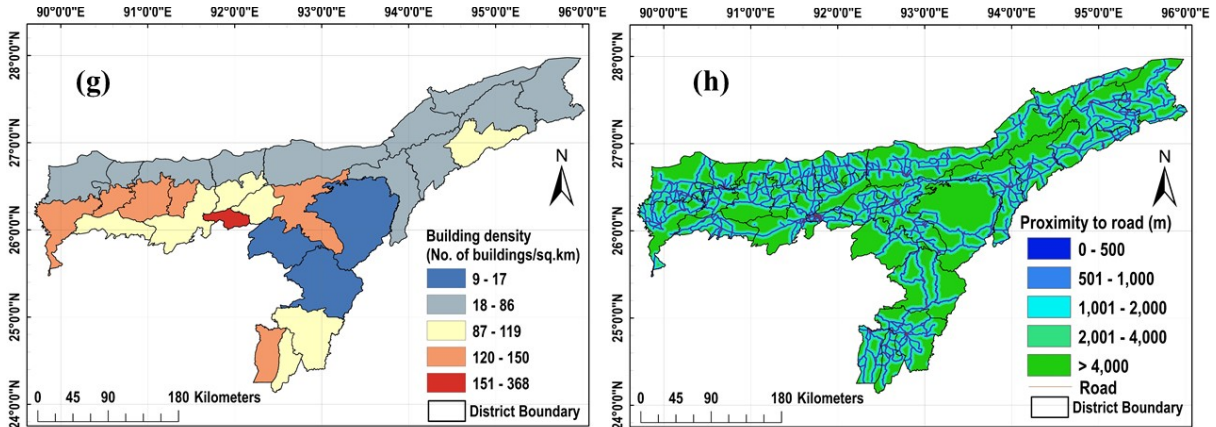 90°0'0"E 91°0'0"E 92°0'0"E 93°0'0"E 94°0'0"E 95°0'0"E 96°0'0"E
28°0'0"N
27°0'0"N
26°0'0"N
25°0'0"N
24°0'0"N
(g)
N
Building density
(No. of buildings/sq.km)
9 - 17
18 - 86
87 - 119
120 - 150
151 - 368
District Boundary
0 45 90 180 Kilometers
90°0'0"E 91°0'0"E 92°0'0"E 93°0'0"E 94°0'0"E 95°0'0"E 96°0'0"E
28°0'0"N
27°0'0"N
26°0'0"N
25°0'0"N
24°0'0"N
(h)
N
Proximity to road (m)
0 - 500
501 - 1,000
1,001 - 2,000
2,001 - 4,000
> 4,000
Road
District Boundary
0 45 90 180 Kilometers